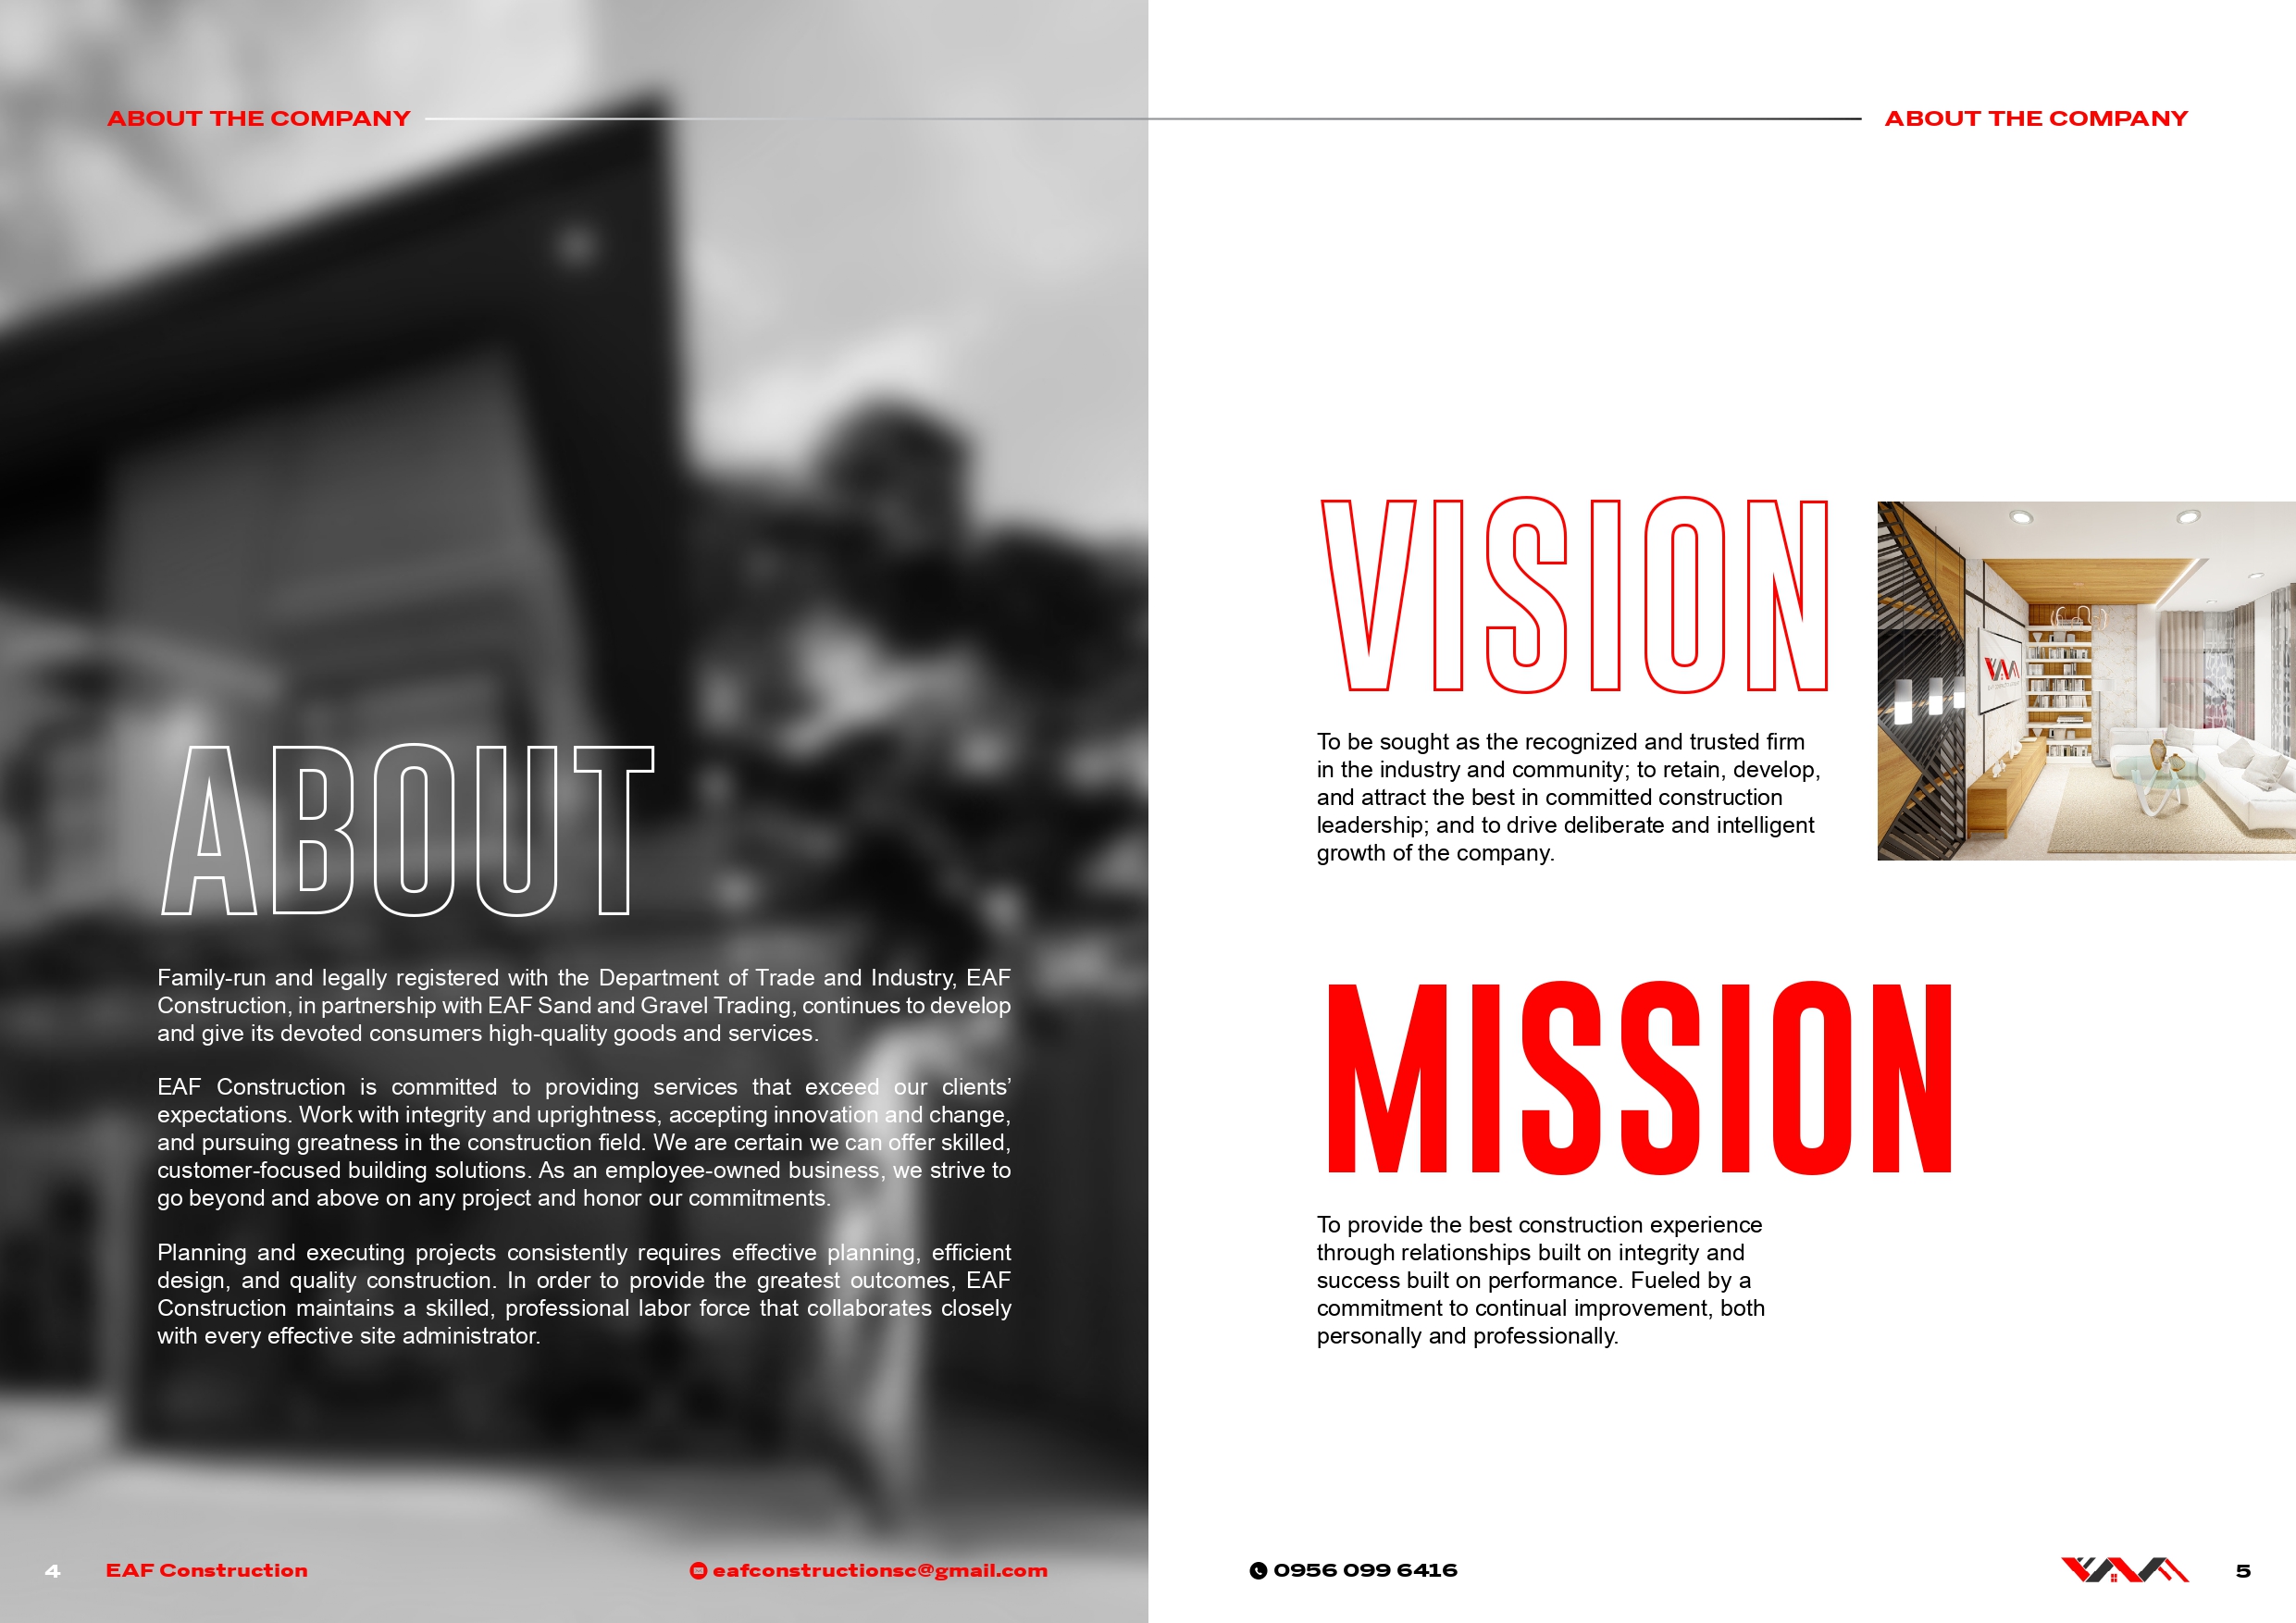 ABOUT THE COMPANY
ABOUT
Family-run and legally registered with the Department of Trade and Industry, EAF
Construction, in partnership with EAF Sand and Gravel Trading, continues to develop
and give its devoted consumers high-quality goods and services.
EAF Construction is committed to providing services that exceed our clients’
expectations. Work with integrity and uprightness, accepting innovation and change,
and pursuing greatness in the construction field. We are certain we can offer skilled,
customer-focused building solutions. As an employee-owned business, we strive to
go beyond and above on any project and honor our commitments.
Planning and executing projects consistently requires effective planning, efficient
design, and quality construction. In order to provide the greatest outcomes, EAF
Construction maintains a skilled, professional labor force that collaborates closely
with every effective site administrator.
4 EAF Construction eafconstructionsc@gmail.com
ABOUT THE COMPANY
VISION
To be sought as the recognized and trusted firm
in the industry and community; to retain, develop,
and attract the best in committed construction
leadership; and to drive deliberate and intelligent
growth of the company.
MISSION
To provide the best construction experience
through relationships built on integrity and
success built on performance. Fueled by a
commitment to continual improvement, both
personally and professionally.
0956 099 6416 5